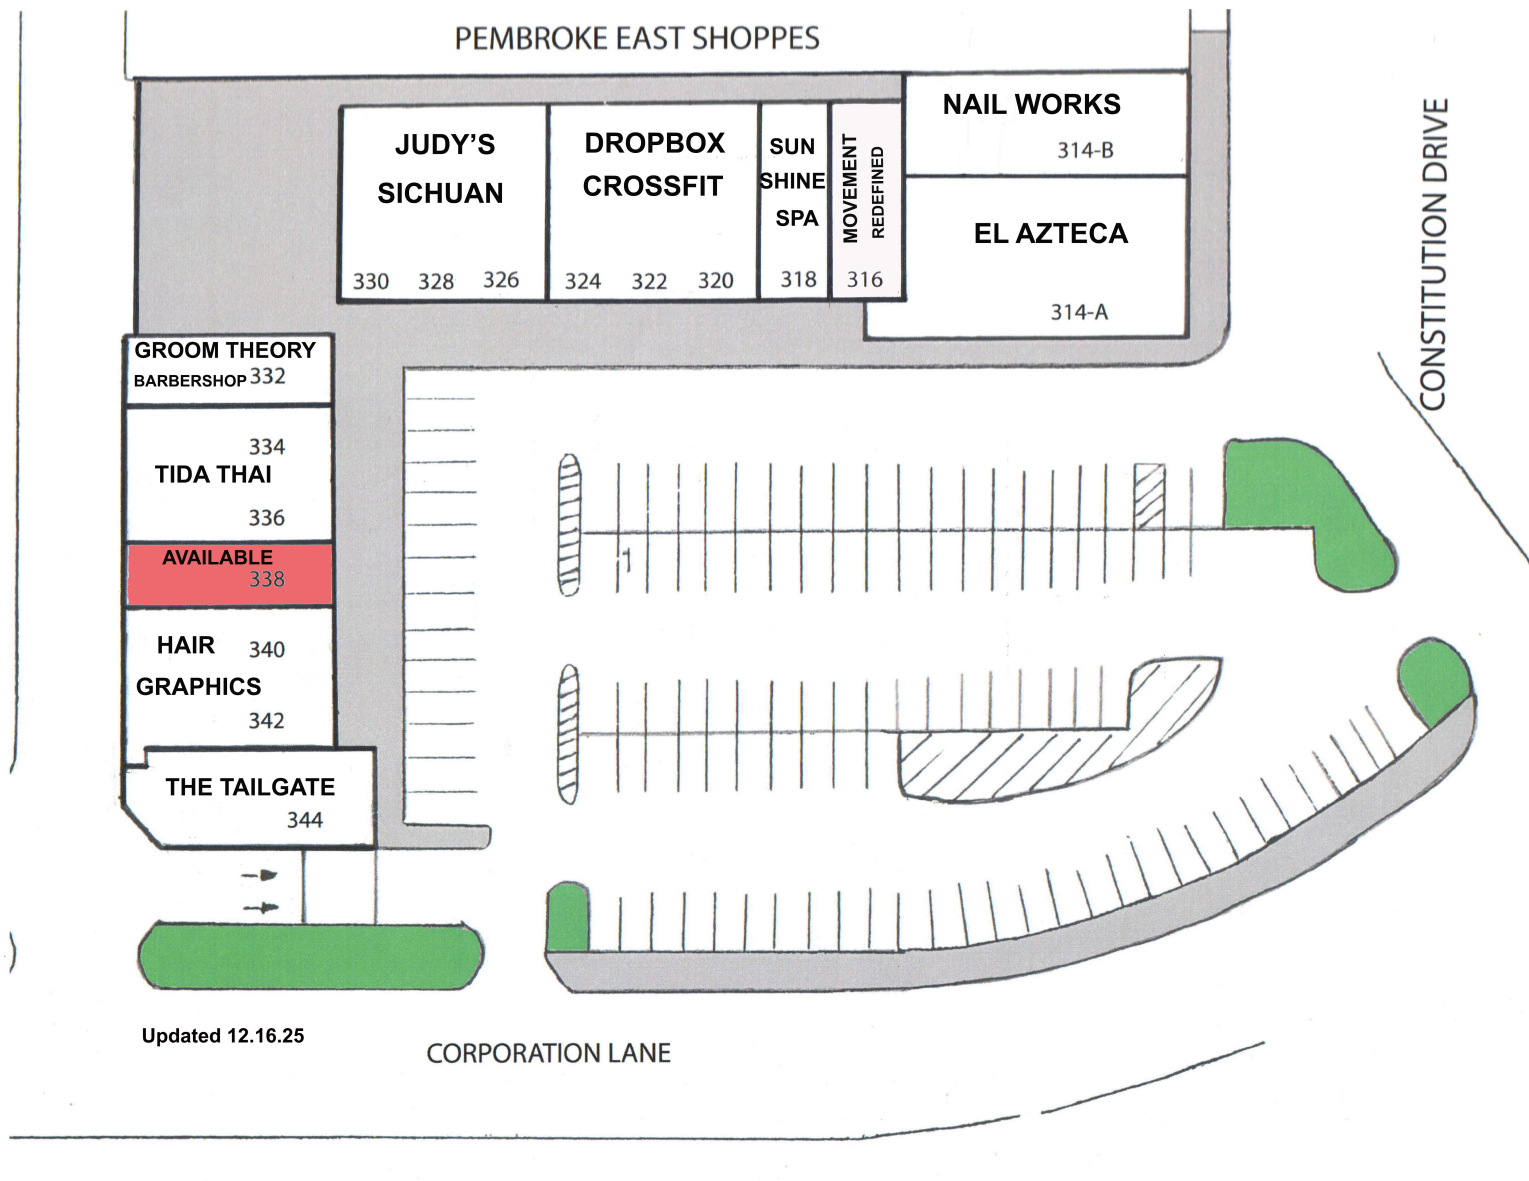 PEMBROKE EAST SHOPPES
NAIL WORKS
314-B
JUDY'S
SICHUAN
330 328 326
DROPBOX
CROSSFIT
324 322 320
SUN
SHINE
SPA
318
MOVEMENT
REDEFINED
316
EL AZTECA
314-A
CONSTITUTION DRIVE
GROOM THEORY
BARBERSHOP 332
334
TIDA THAI
336
AVAILABLE
338
HAIR 340
GRAPHICS
342
THE TAILGATE
344
1
Updated 12.16.25
CORPORATION LANE